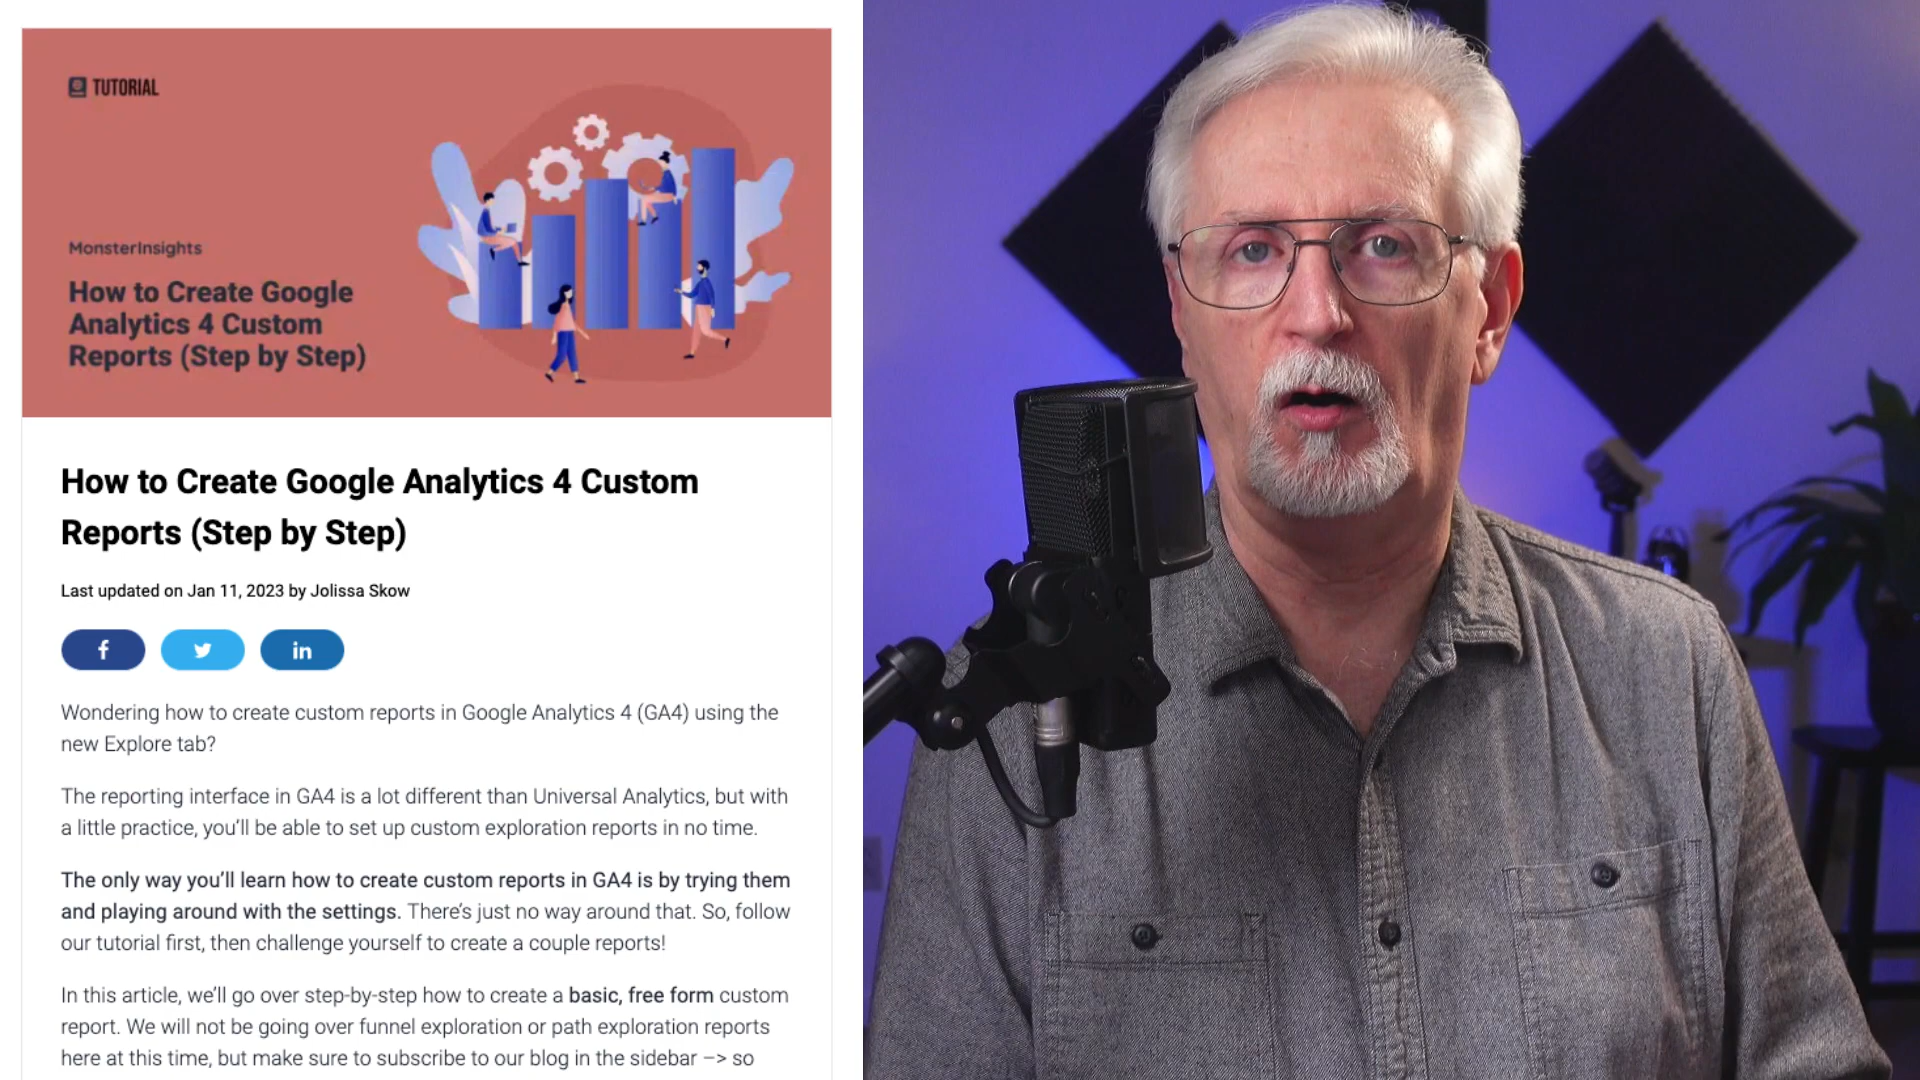 TUTORIAL
MonsterInsights
How to Create Google
Analytics 4 Custom
Reports (Step by Step)
How to Create Google Analytics 4 Custom
Reports (Step by Step)
Last updated on Jan 11, 2023 by Jolissa Skow
Wondering how to create custom reports in Google Analytics 4 (GA4) using the
new Explore tab?
The reporting interface in GA4 is a lot different than Universal Analytics, but with
a little practice, you’ll be able to set up custom exploration reports in no time.
The only way you’ll learn how to create custom reports in GA4 is by trying them
and playing around with the settings. There’s just no way around that. So, follow
our tutorial first, then challenge yourself to create a couple reports!
In this article, we’ll go over step-by-step how to create a basic, free form custom
report. We will not be going over funnel exploration or path exploration reports
here at this time, but make sure to subscribe to our blog in the sidebar –> so